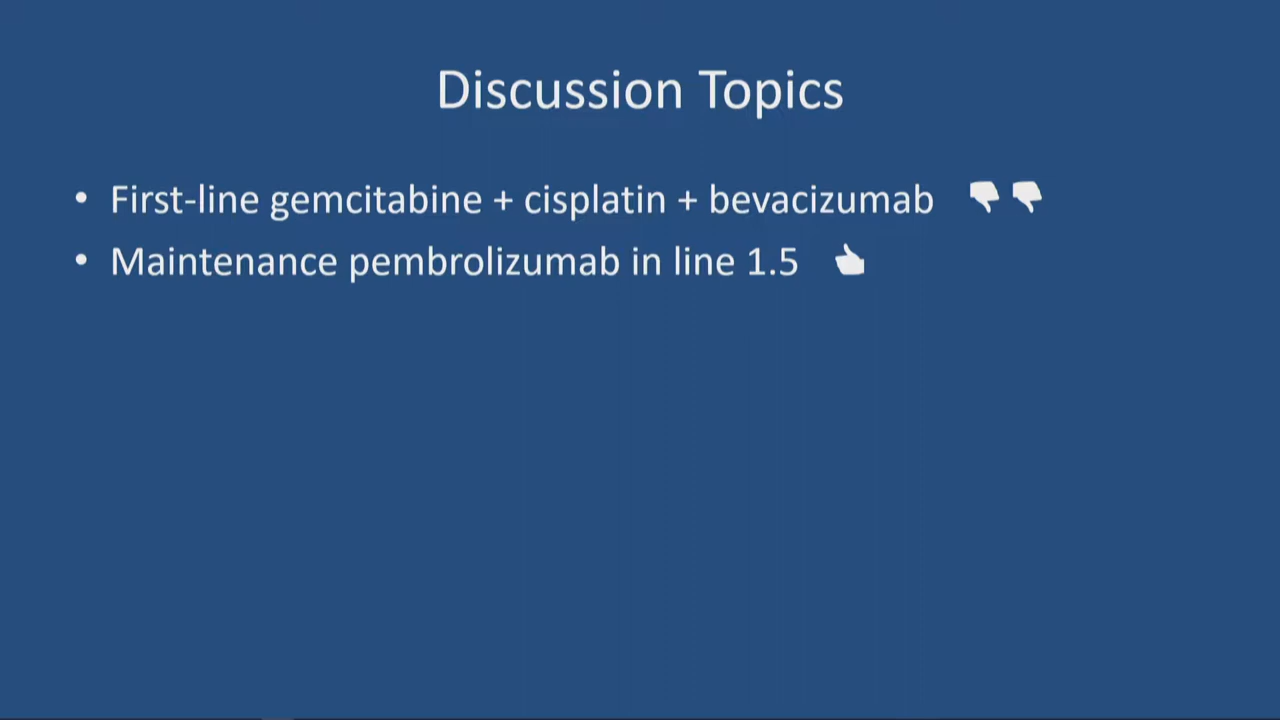 Discussion Topics
• First-line gemcitabine + cisplatin + bevacizumab 👎 👎
• Maintenance pembrolizumab in line 1.5 👍